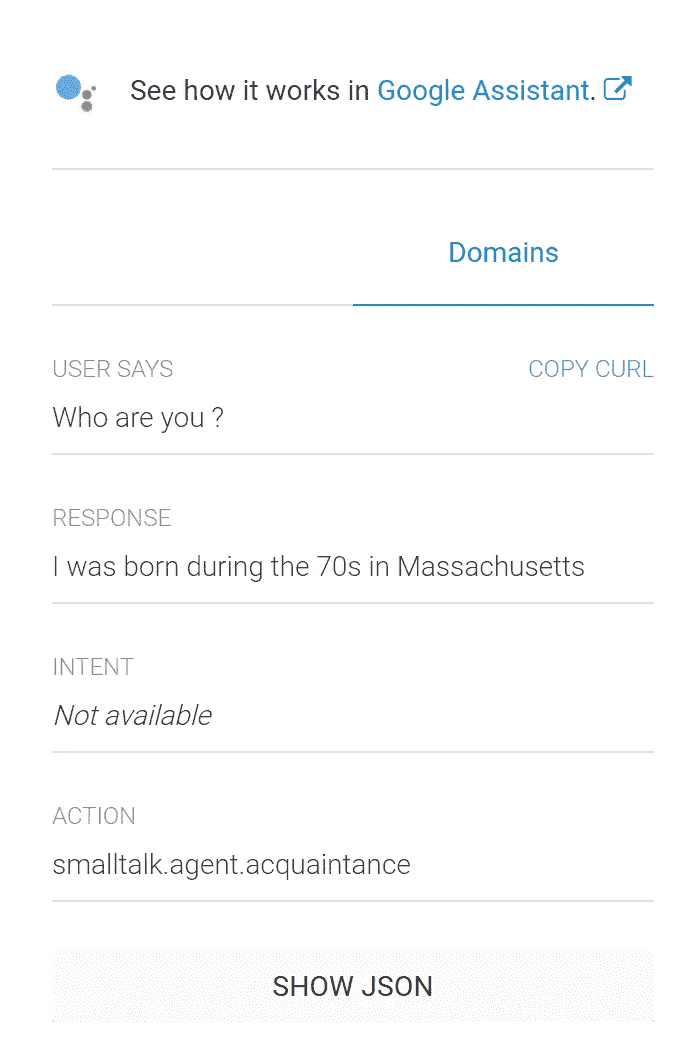 See how it works in Google Assistant.
Domains
USER SAYS COPY CURL
Who are you ?
RESPONSE
I was born during the 70s in Massachusetts
INTENT
Not available
ACTION
smalltalk.agent.acquaintance
SHOW JSON